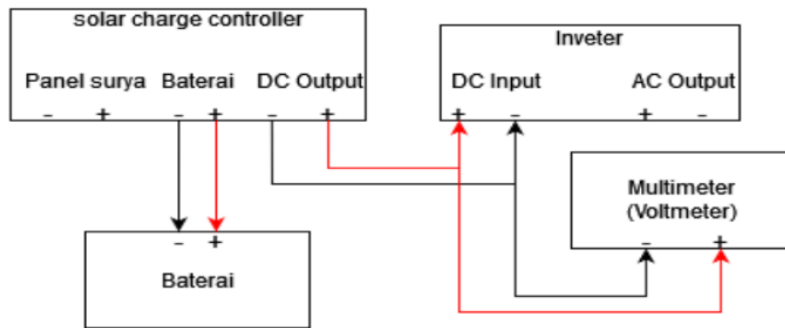 solar charge controller
Panel surya Baterai DC Output
- + - + - +
Inveter
DC Input AC Output
+ - + -
Multimeter
(Voltmeter)
- +
- +
Baterai